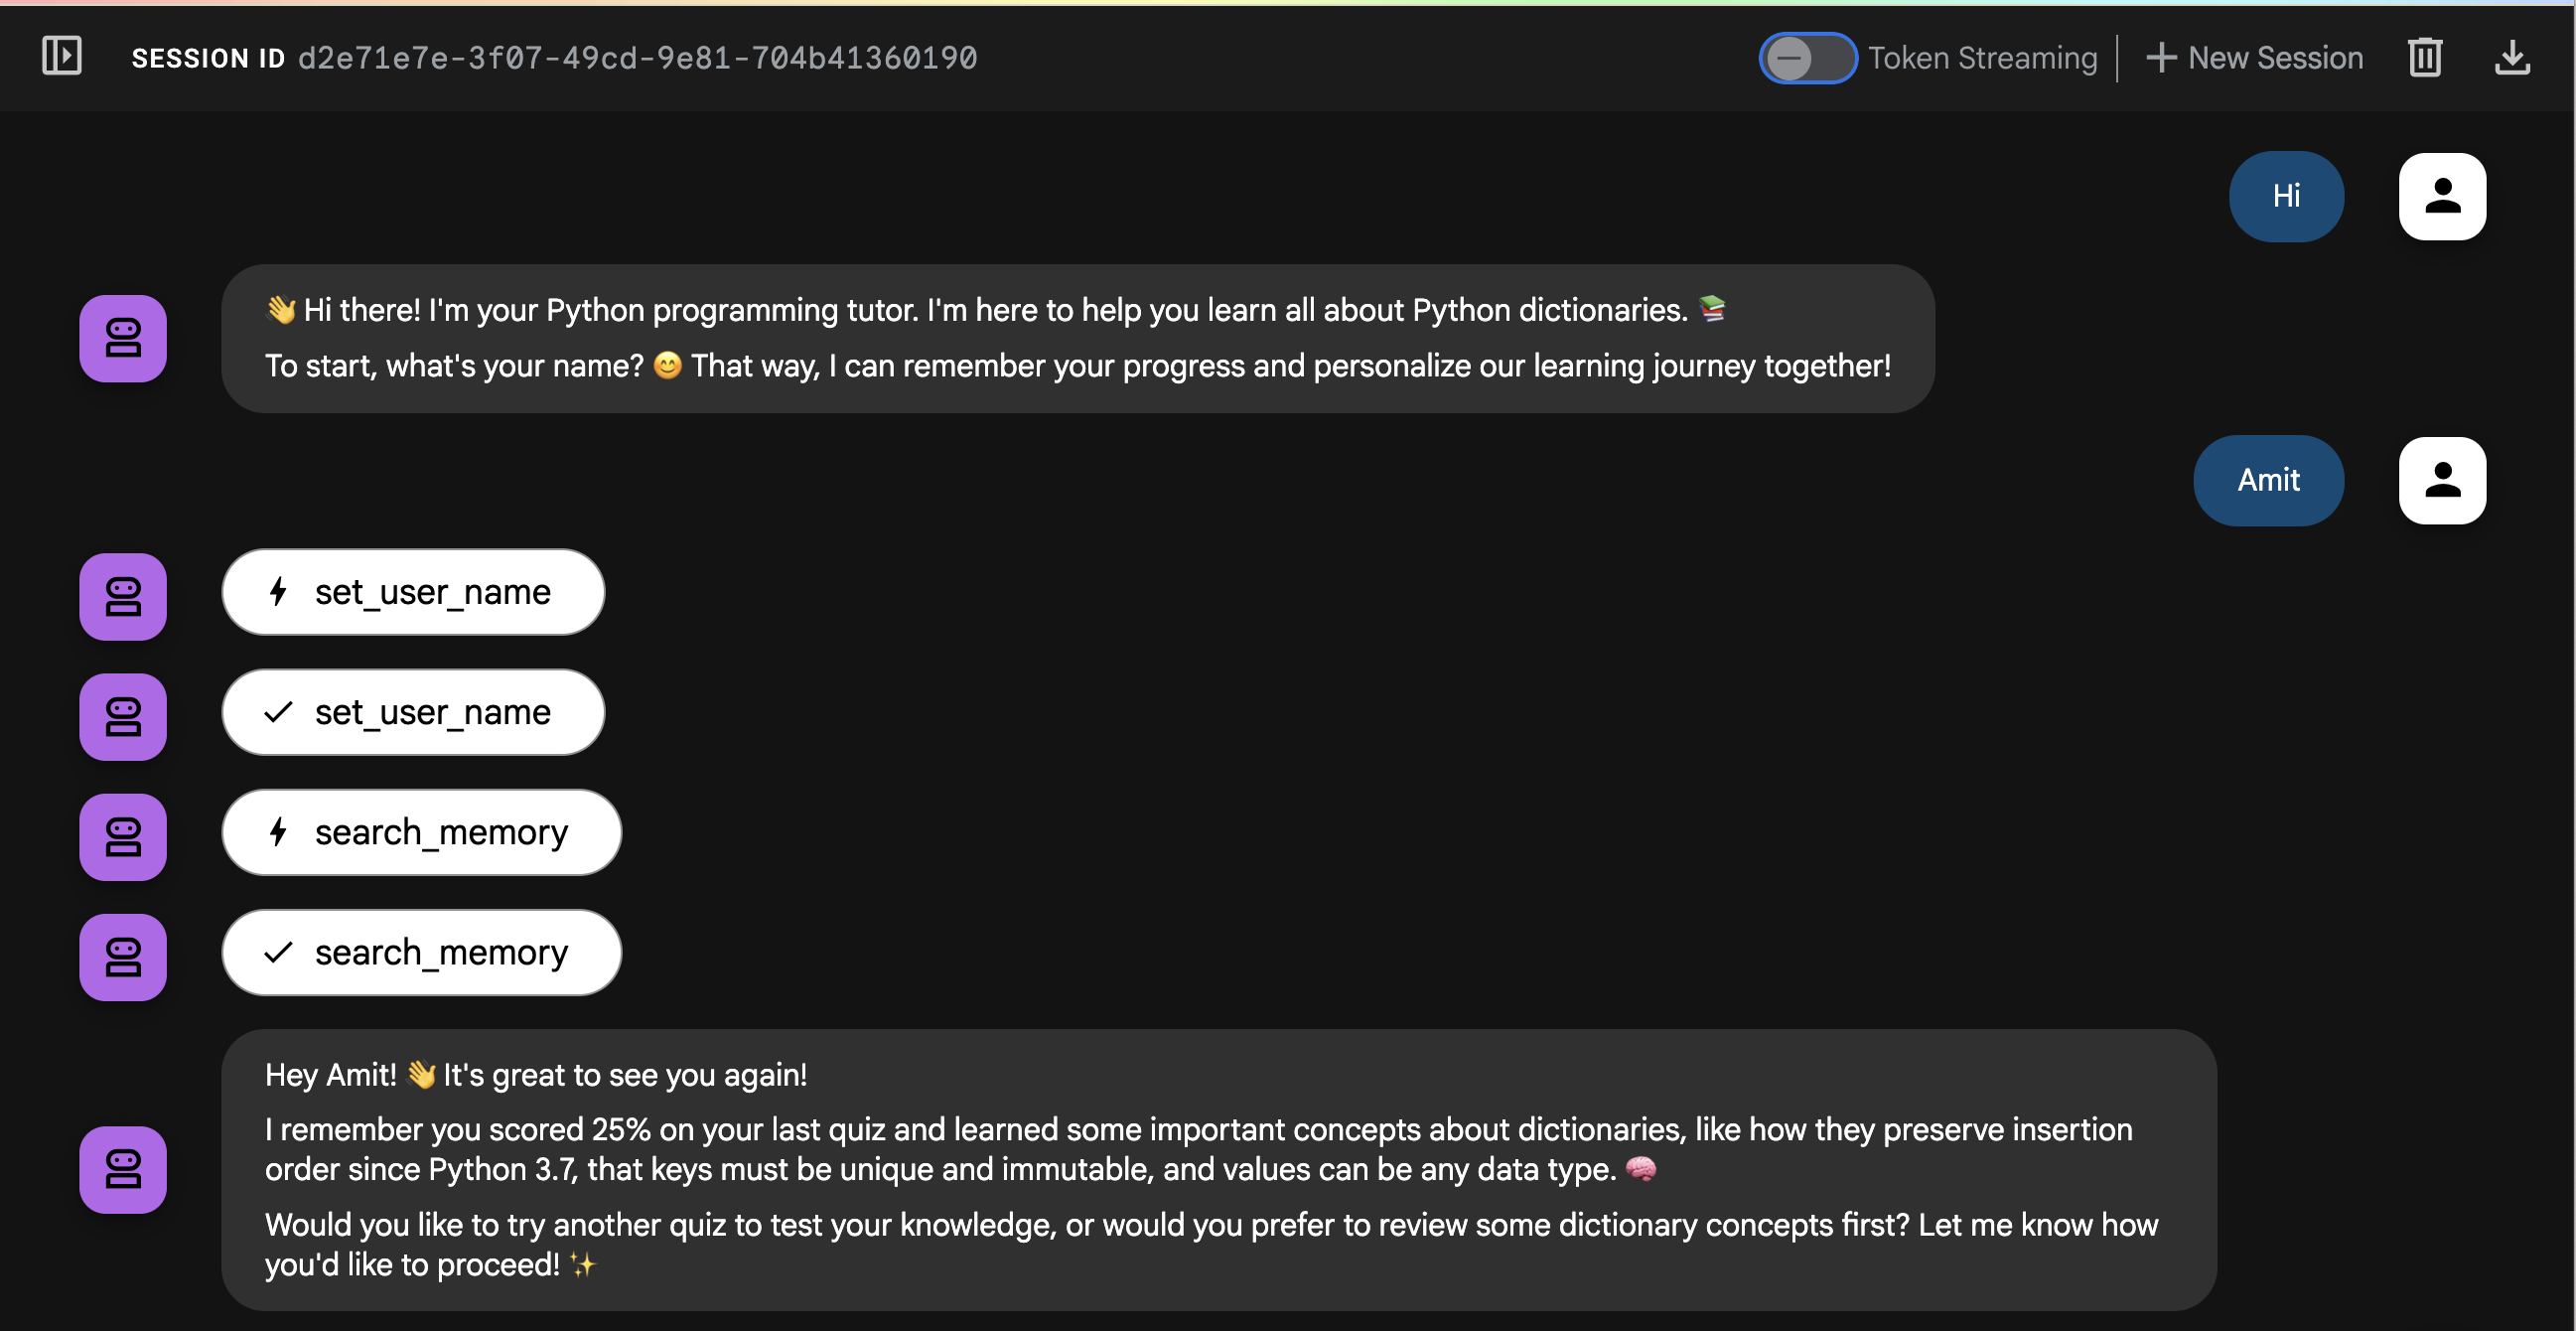 SESSION ID d2e71e7e-3f07-49cd-9e81-704b41360190 Token Streaming New Session
Hi
👋 Hi there! I'm your Python programming tutor. I'm here to help you learn all about Python dictionaries. 📚
To start, what's your name? 😊 That way, I can remember your progress and personalize our learning journey together!
Amit
set_user_name
set_user_name
search_memory
search_memory
Hey Amit! 👋 It's great to see you again!
I remember you scored 25% on your last quiz and learned some important concepts about dictionaries, like how they preserve insertion
order since Python 3.7, that keys must be unique and immutable, and values can be any data type. 🧠
Would you like to try another quiz to test your knowledge, or would you prefer to review some dictionary concepts first? Let me know how
you'd like to proceed! ✨